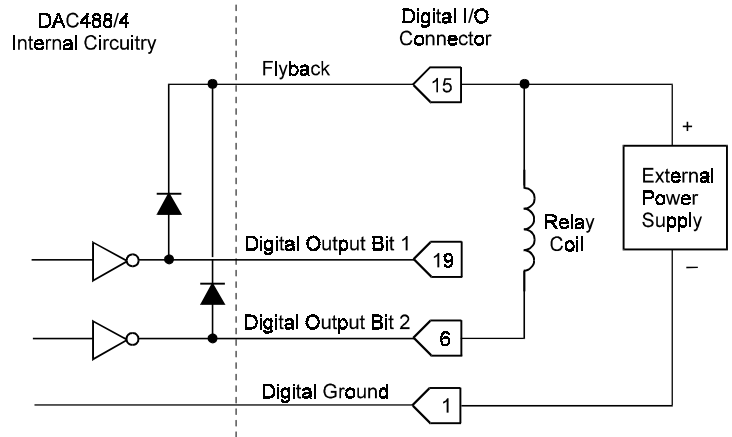 DAC488/4
Internal Circuitry
Digital I/O
Connector
Flyback
15
+
External
Power
Supply
Relay
Coil
Digital Output Bit 1
19
–
Digital Output Bit 2
6
Digital Ground
1